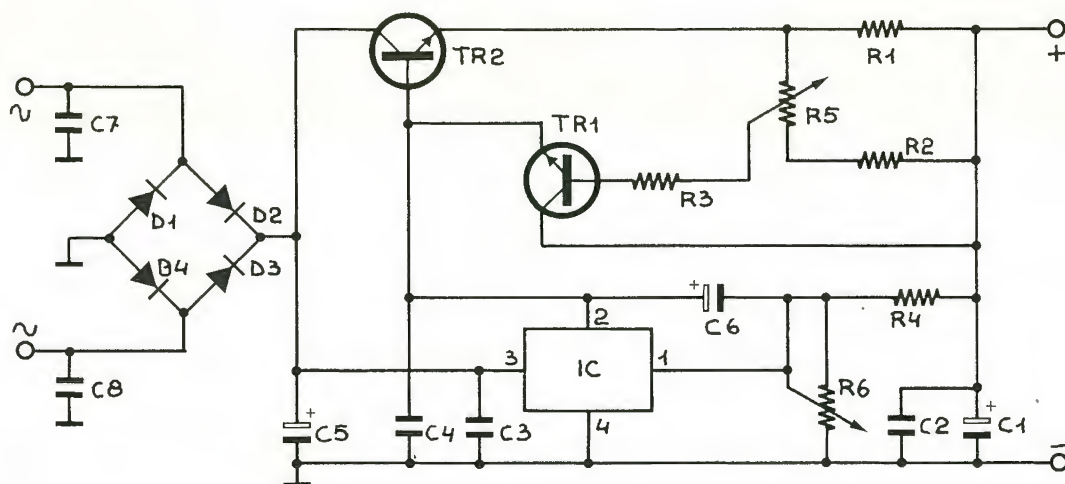 TR2
R1
+
~
C7
TR1
R5
R2
D1
D2
R3
D4
D3
~
+
C6
R4
2
3
IC
1
C8
R6
+
C5
C4
C3
4
C2
+
C1
−